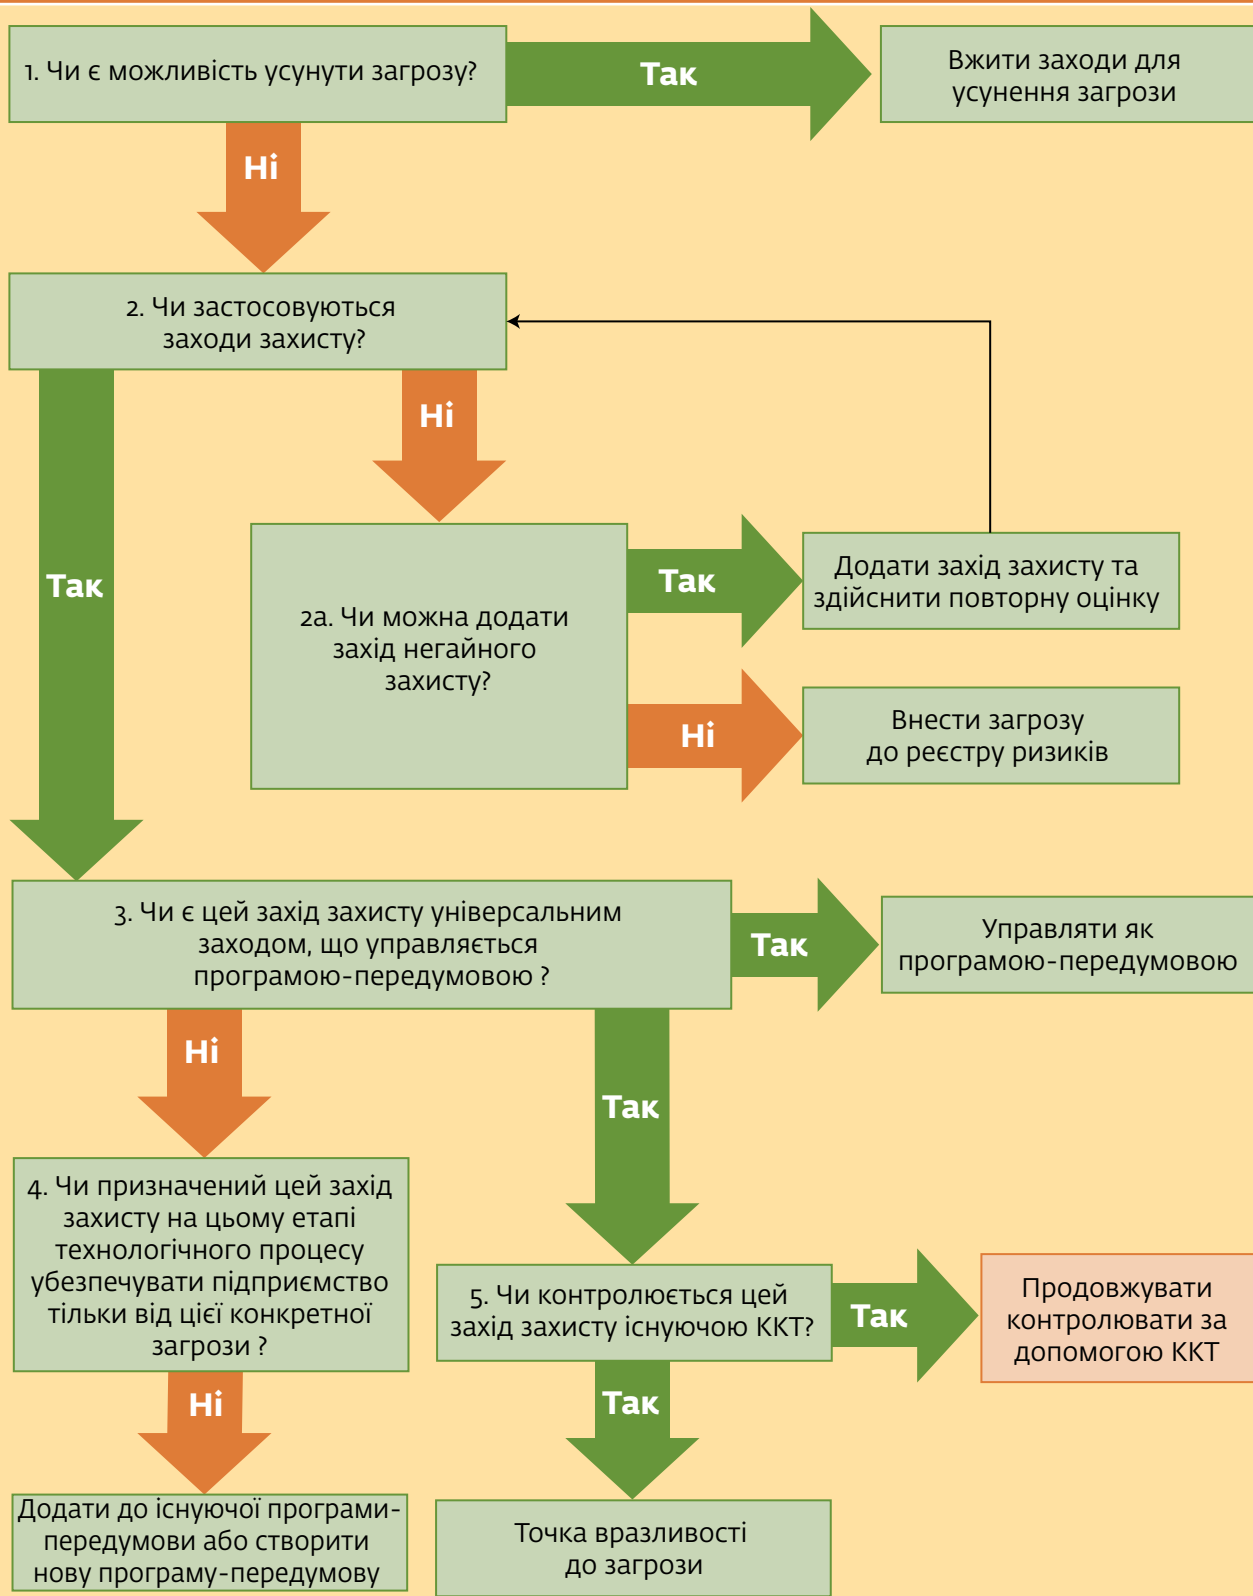 1. Чи є можливість усунути загрозу?
Так
Вжити заходи для
усунення загрози
Ні
2. Чи застосовуються
заходи захисту?
Так
Ні
2а. Чи можна додати
захід негайного
захисту?
Так
Додати захід захисту та
здійснити повторну оцінку
Ні
Внести загрозу
до реєстру ризиків
3. Чи є цей захід захисту універсальним
заходом, що управляється
програмою-передумовою ?
Так
Управляти як
програмою-передумовою
Ні
Так
4. Чи призначений цей захід
захисту на цьому етапі
технологічного процесу
убезпечувати підприємство
тільки від цієї конкретної
загрози ?
5. Чи контролюється цей
захід захисту існуючою ККТ?
Так
Продовжувати
контролювати за
допомогою ККТ
Ні
Так
Додати до існуючої програми-
передумови або створити
нову програму-передумову
Точка вразливості
до загрози